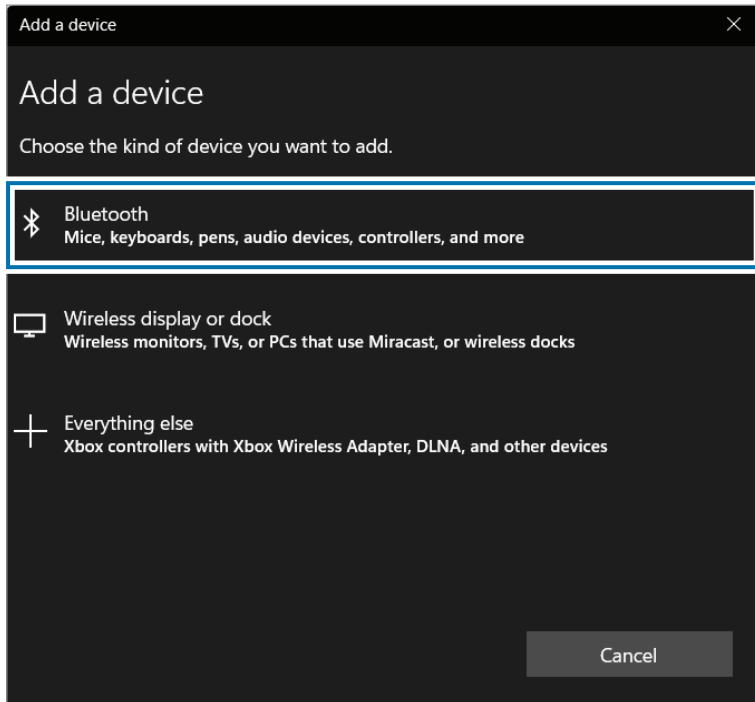 Add a device
Add a device
Choose the kind of device you want to add.
Bluetooth
Mice, keyboards, pens, audio devices, controllers, and more
Wireless display or dock
Wireless monitors, TVs, or PCs that use Miracast, or wireless docks
Everything else
Xbox controllers with Xbox Wireless Adapter, DLNA, and other devices
Cancel